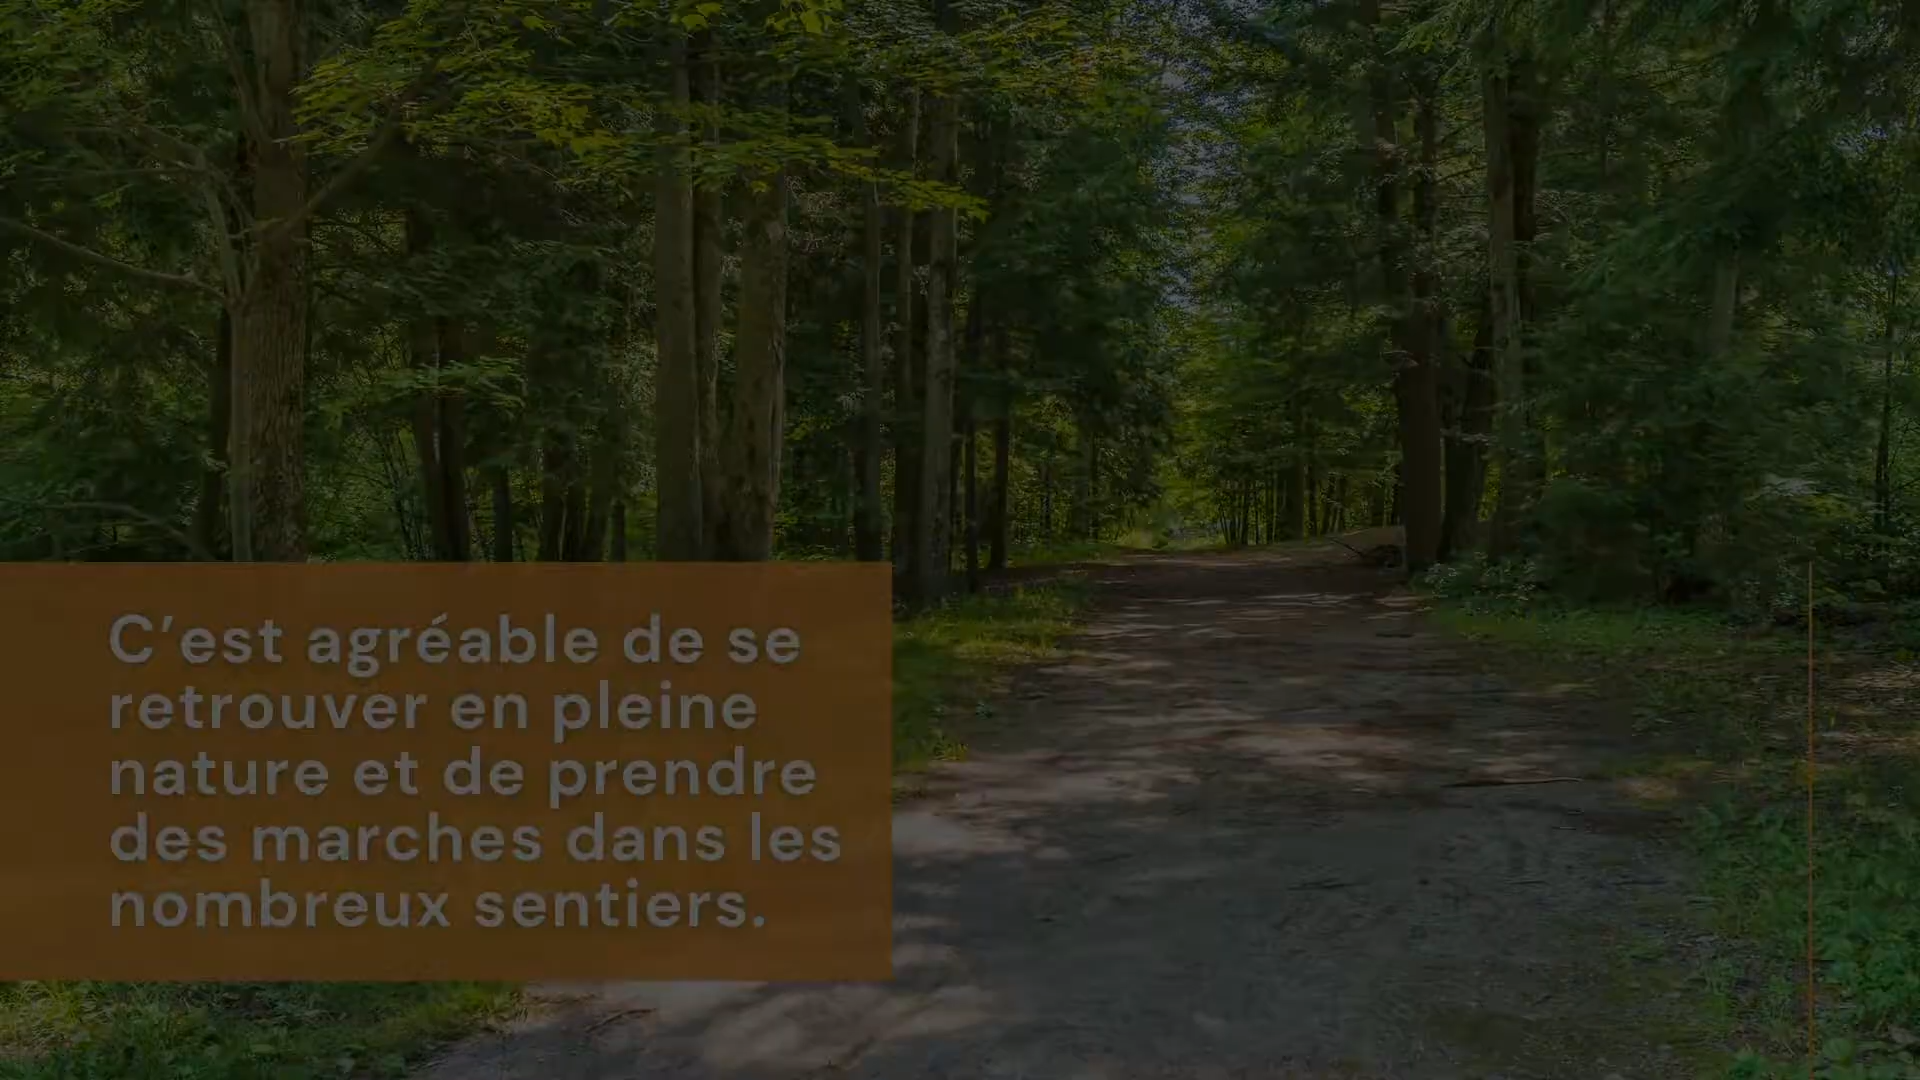 C'est agréable de se
retrouver en pleine
nature et de prendre
des marches dans les
nombreux sentiers.